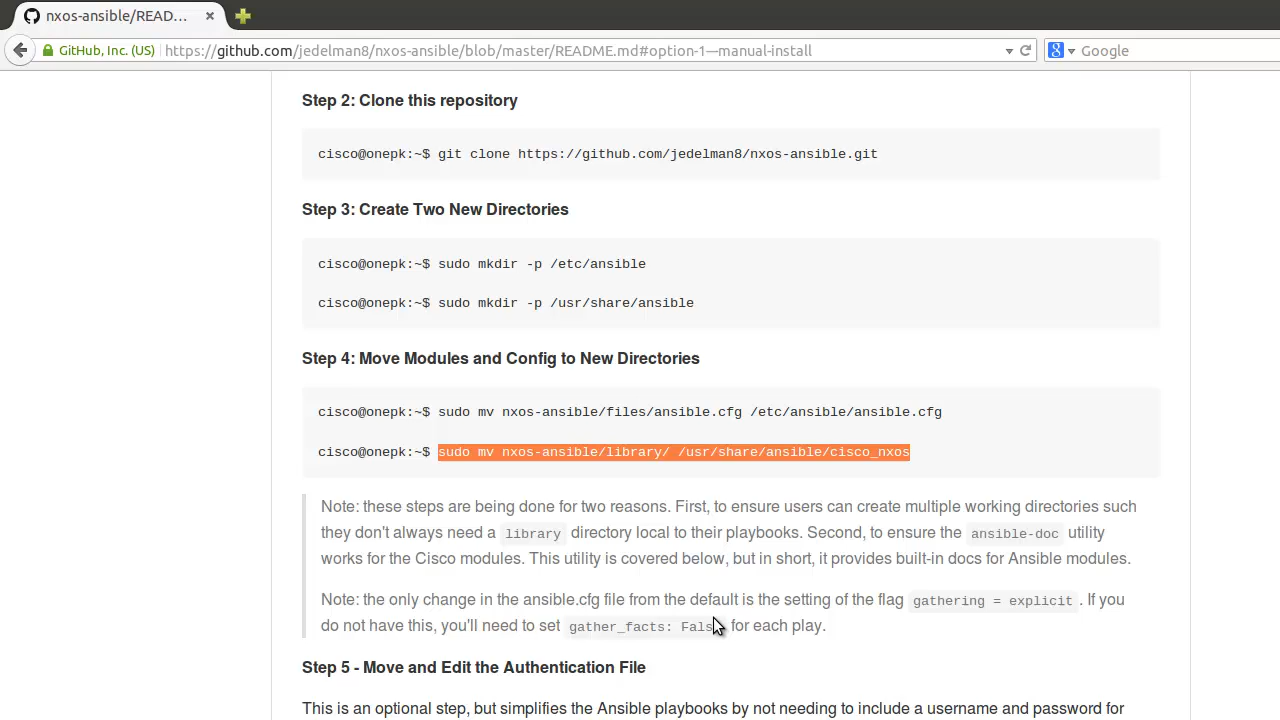 nxos-ansible/READ...
GitHub, Inc. (US)
https://github.com/jedelman8/nxos-ansible/blob/master/README.md#option-1—manual-install
Google
Step 2: Clone this repository
cisco@onepk:~$ git clone https://github.com/jedelman8/nxos-ansible.git
Step 3: Create Two New Directories
cisco@onepk:~$ sudo mkdir -p /etc/ansible
cisco@onepk:~$ sudo mkdir -p /usr/share/ansible
Step 4: Move Modules and Config to New Directories
cisco@onepk:~$ sudo mv nxos-ansible/files/ansible.cfg /etc/ansible/ansible.cfg
cisco@onepk:~$ sudo mv nxos-ansible/library/ /usr/share/ansible/cisco_nxos
Note: these steps are being done for two reasons. First, to ensure users can create multiple working directories such
they don't always need a library directory local to their playbooks. Second, to ensure the ansible-doc utility
works for the Cisco modules. This utility is covered below, but in short, it provides built-in docs for Ansible modules.
Note: the only change in the ansible.cfg file from the default is the setting of the flag gathering = explicit . If you
do not have this, you'll need to set gather_facts: Fals for each play.
Step 5 - Move and Edit the Authentication File
This is an optional step, but simplifies the Ansible playbooks by not needing to include a username and password for